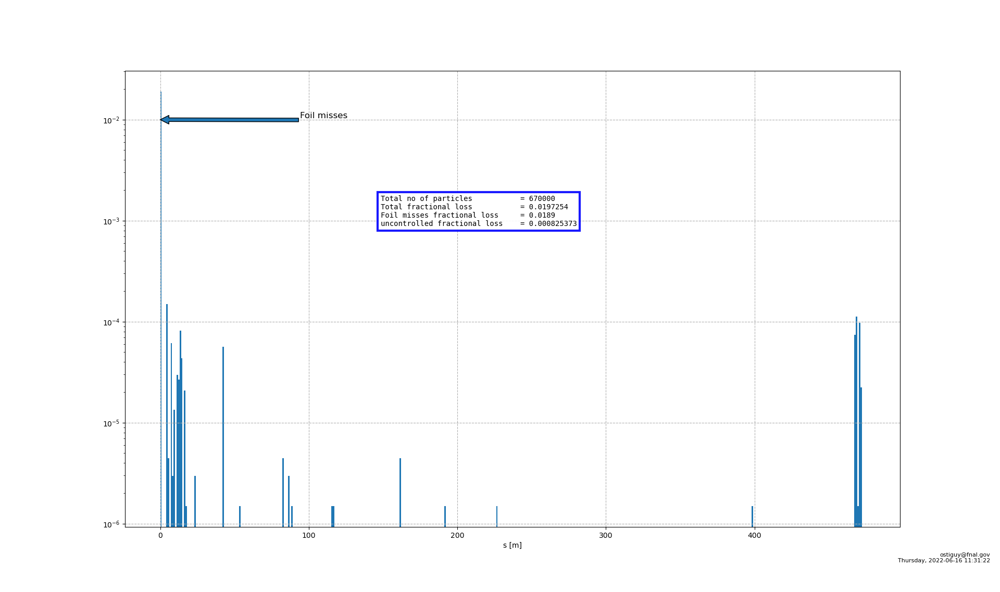 Foil misses
10⁻²
Total no of particles = 670000
Total fractional loss = 0.0197254
Foil misses fractional loss = 0.0189
uncontrolled fractional loss = 0.000825373
10⁻³
10⁻⁴
10⁻⁵
10⁻⁶
0 100 200 300 400
s [m]
ostiguy@fnal.gov
Thursday, 2022-06-16 11:31:22